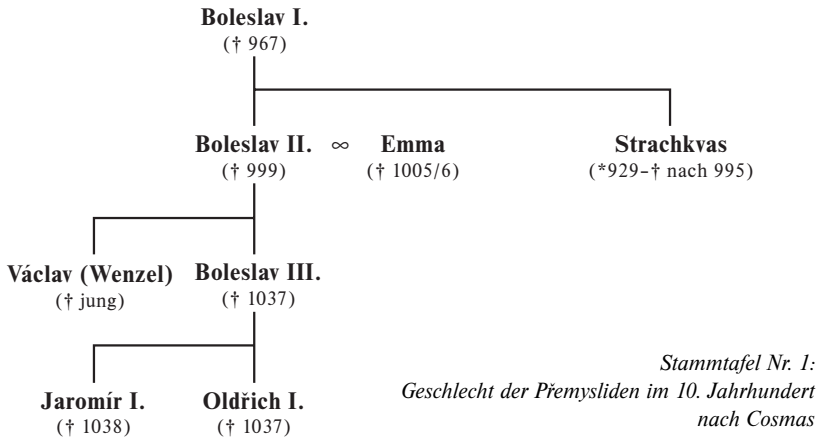 Boleslav I.
(† 967)
Boleslav II. ∞ Emma Strachkvas
(† 999) († 1005/6) (*929–† nach 995)
Václav (Wenzel) Boleslav III.
(† jung) († 1037)
Stammtafel Nr. 1:
Jaromír I. Oldřich I. Geschlecht der Přemysliden im 10. Jahrhundert
(† 1038) († 1037) nach Cosmas